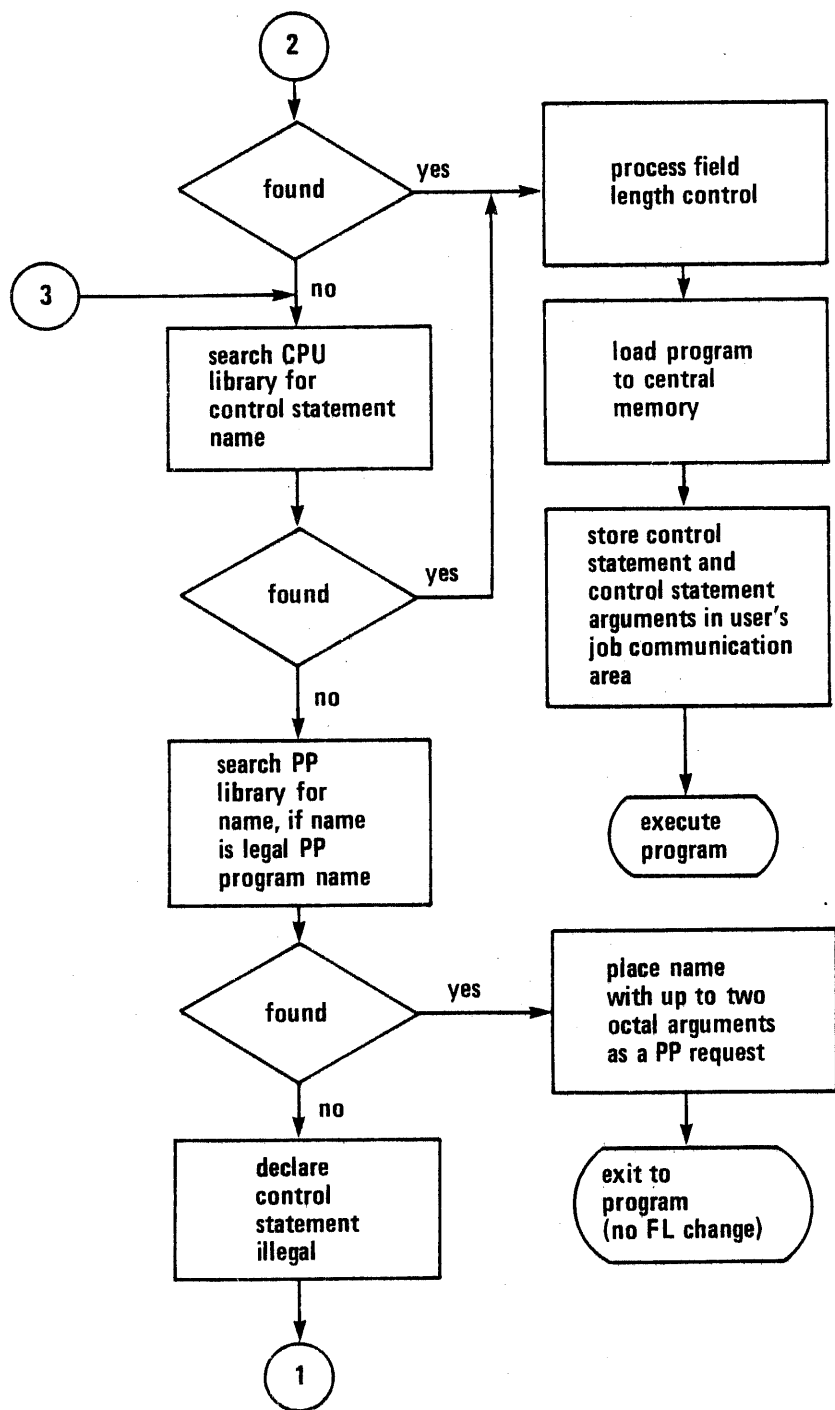 2
found
yes
process field
length control
3
no
search CPU
library for
control statement
name
load program
to central
memory
found
yes
store control
statement and
control statement
arguments in user's
job communication
area
no
search PP
library for
name, if name
is legal PP
program name
execute
program
found
yes
place name
with up to two
octal arguments
as a PP request
no
declare
control
statement
illegal
exit to
program
(no FL change)
1